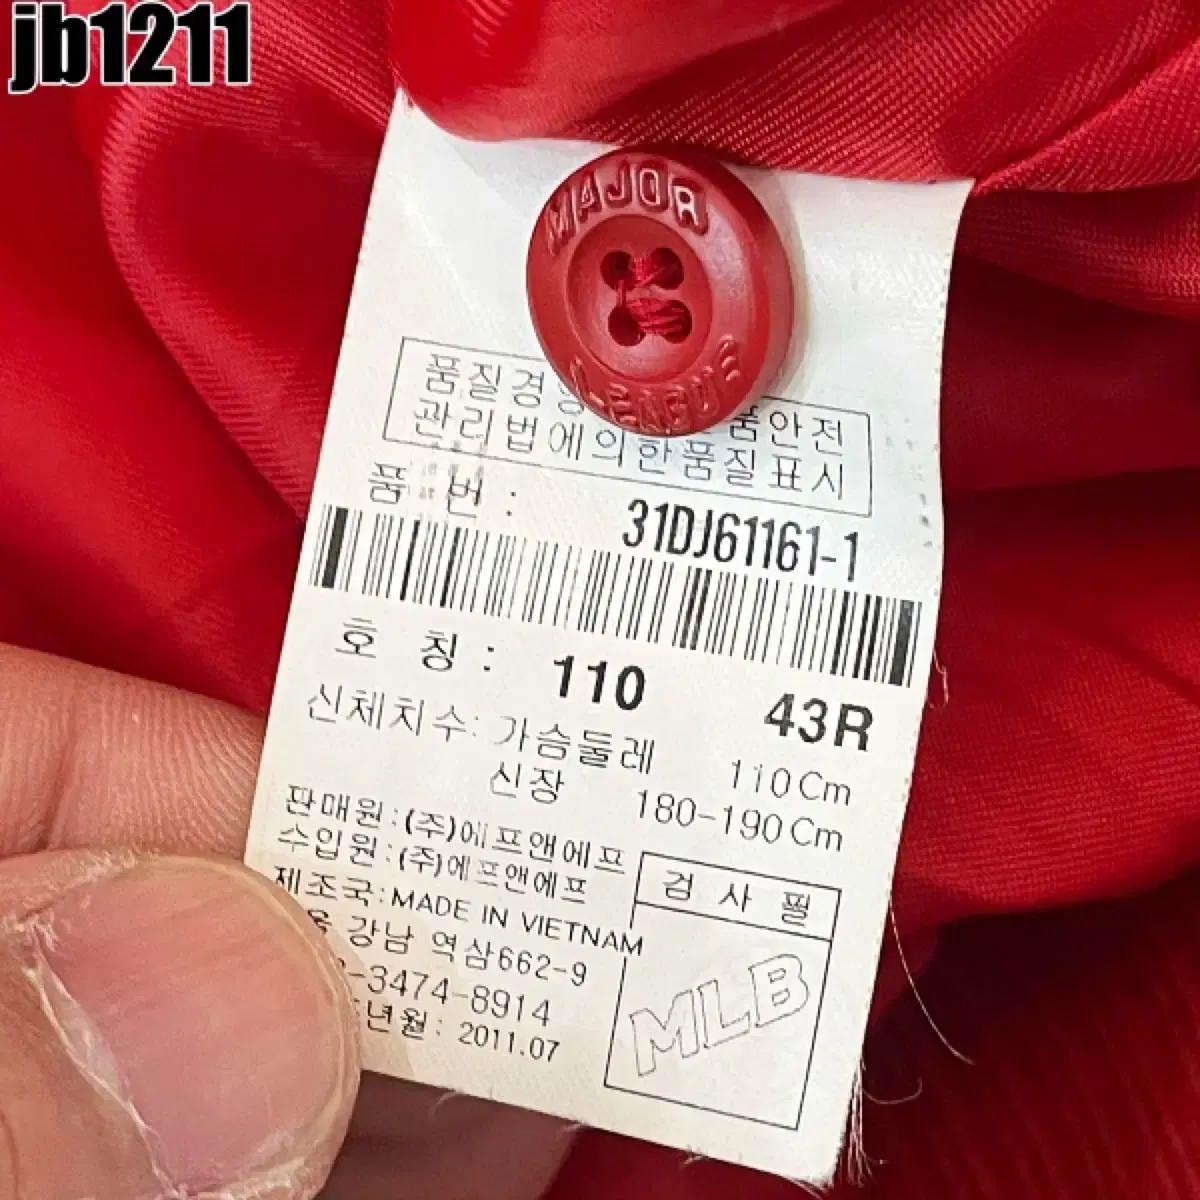 jb1211
MAJOR
LEAGUE
품질경 품안전
관리법에의한품질표시
품 번 : 31DJ61161-1
호 칭 : 110 43R
신체치수: 가슴둘레 110Cm
신장 180-190Cm
판매원:(주)에프앤에프
수입원:(주)에프앤에프
제조국:MADE IN VIETNAM
강남 역삼662-9
-3474-8914
년월: 2011.07
검 사 필
MLB